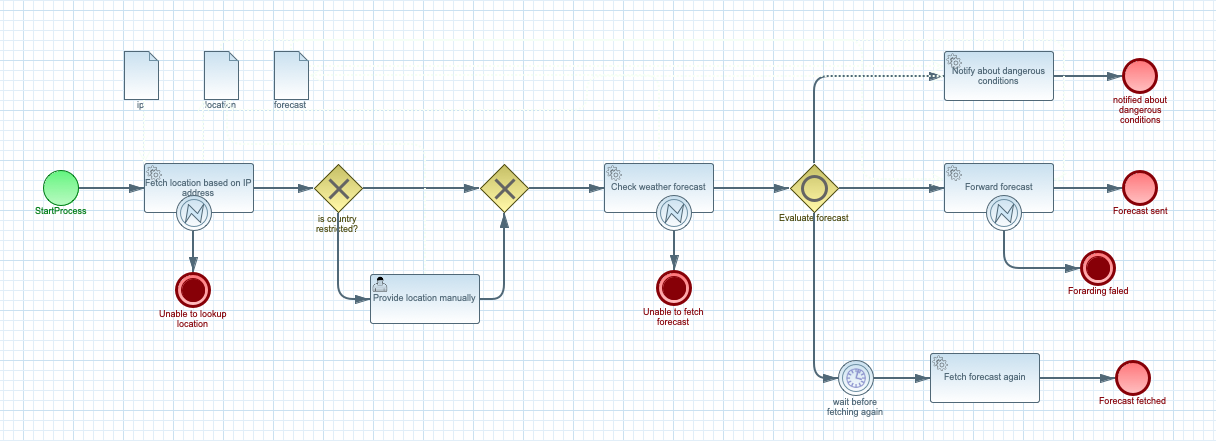 ip
location
forecast
Notify about dangerous
conditions
notified about
dangerous
conditions
StartProcess
Fetch location based on IP
address
is country
restricted?
Check weather forecast
Evaluate forecast
Forward forecast
Forecast sent
Unable to lookup
location
Provide location manually
Unable to fetch
forecast
Forarding faled
wait before
fetching again
Fetch forecast again
Forecast fetched